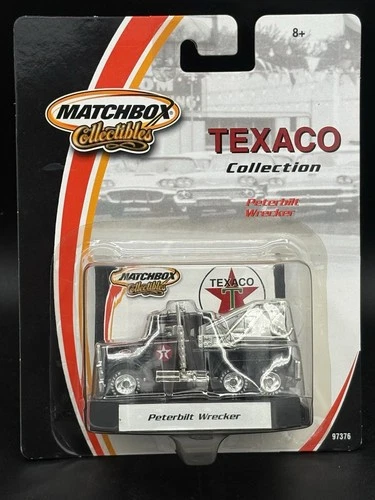 8+
MATCHBOX
Collectibles
TEXACO
Collection
Peterbilt
Wrecker
MATCHBOX
Collectibles
TEXACO
T
Peterbilt Wrecker
97376